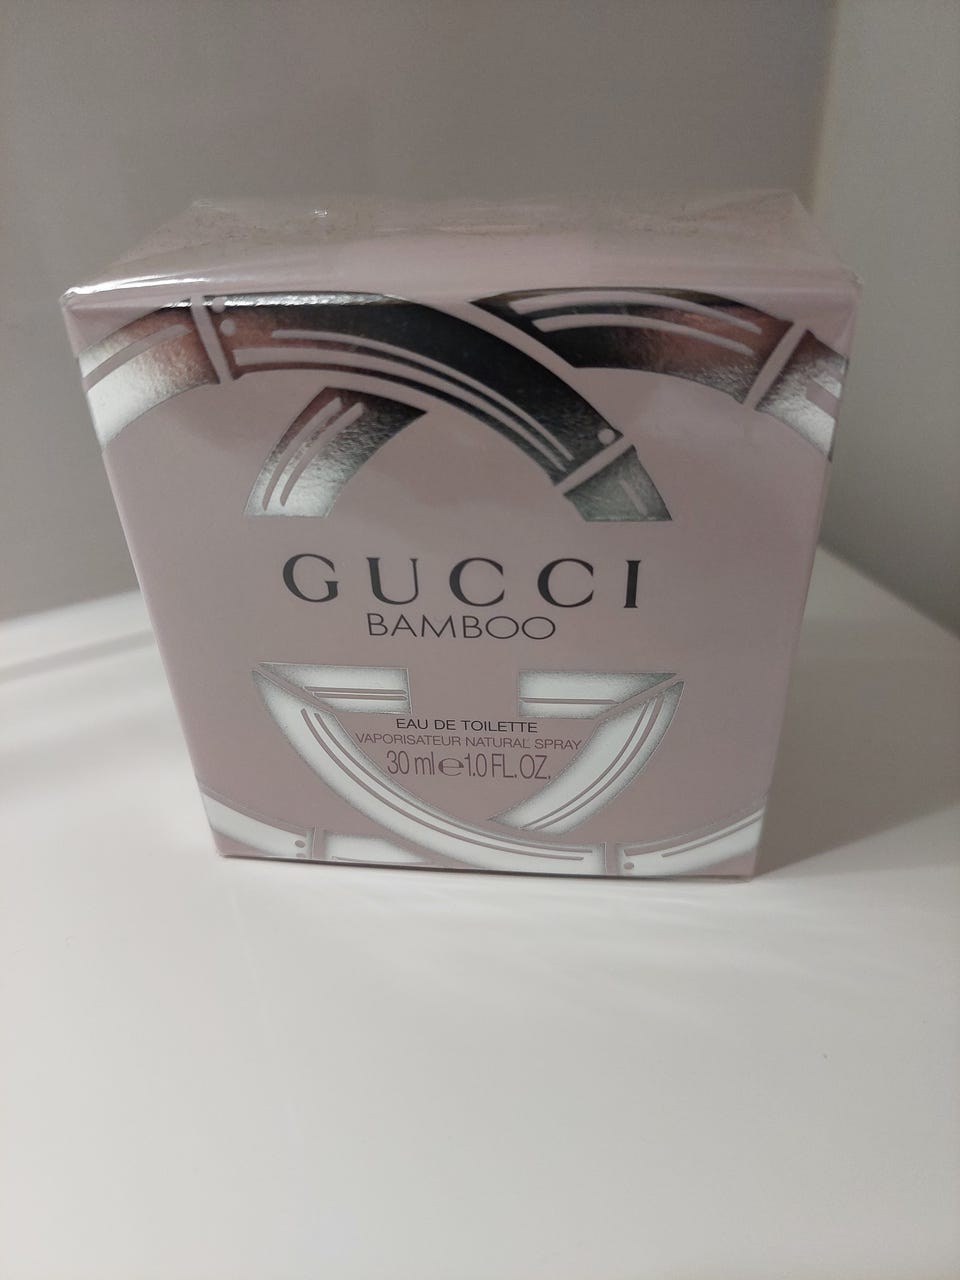 GUCCI
BAMBOO
EAU DE TOILETTE
VAPORISATEUR NATURAL SPRAY
30 ml ℮ 1.0 FL. OZ.